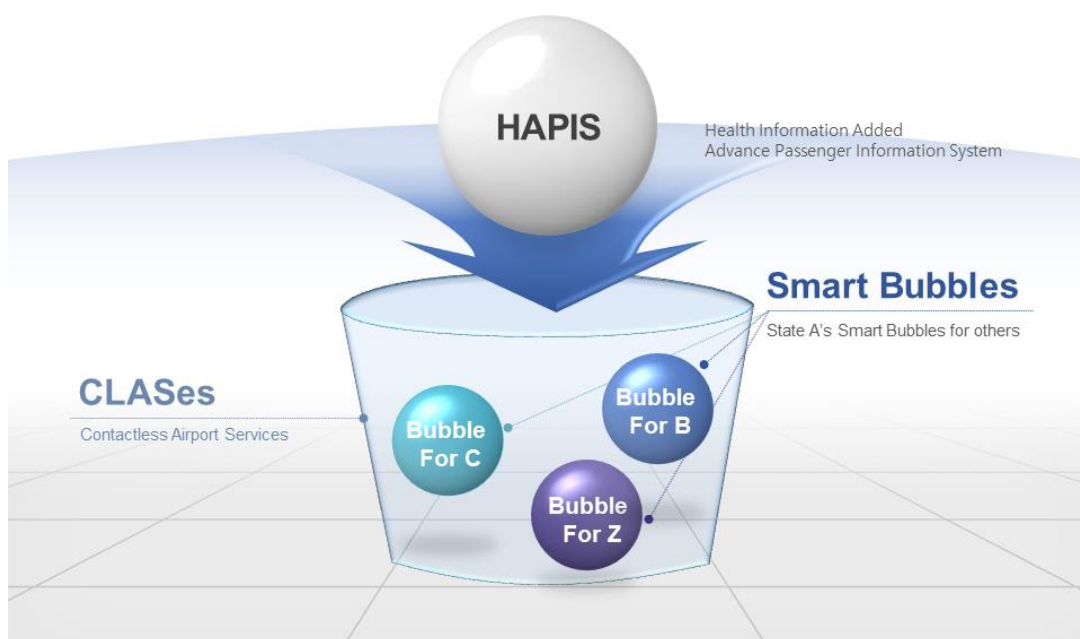 HAPIS
Health Information Added
Advance Passenger Information System
Smart Bubbles
State A's Smart Bubbles for others
CLASes
Contactless Airport Services
Bubble
For C
Bubble
For B
Bubble
For Z